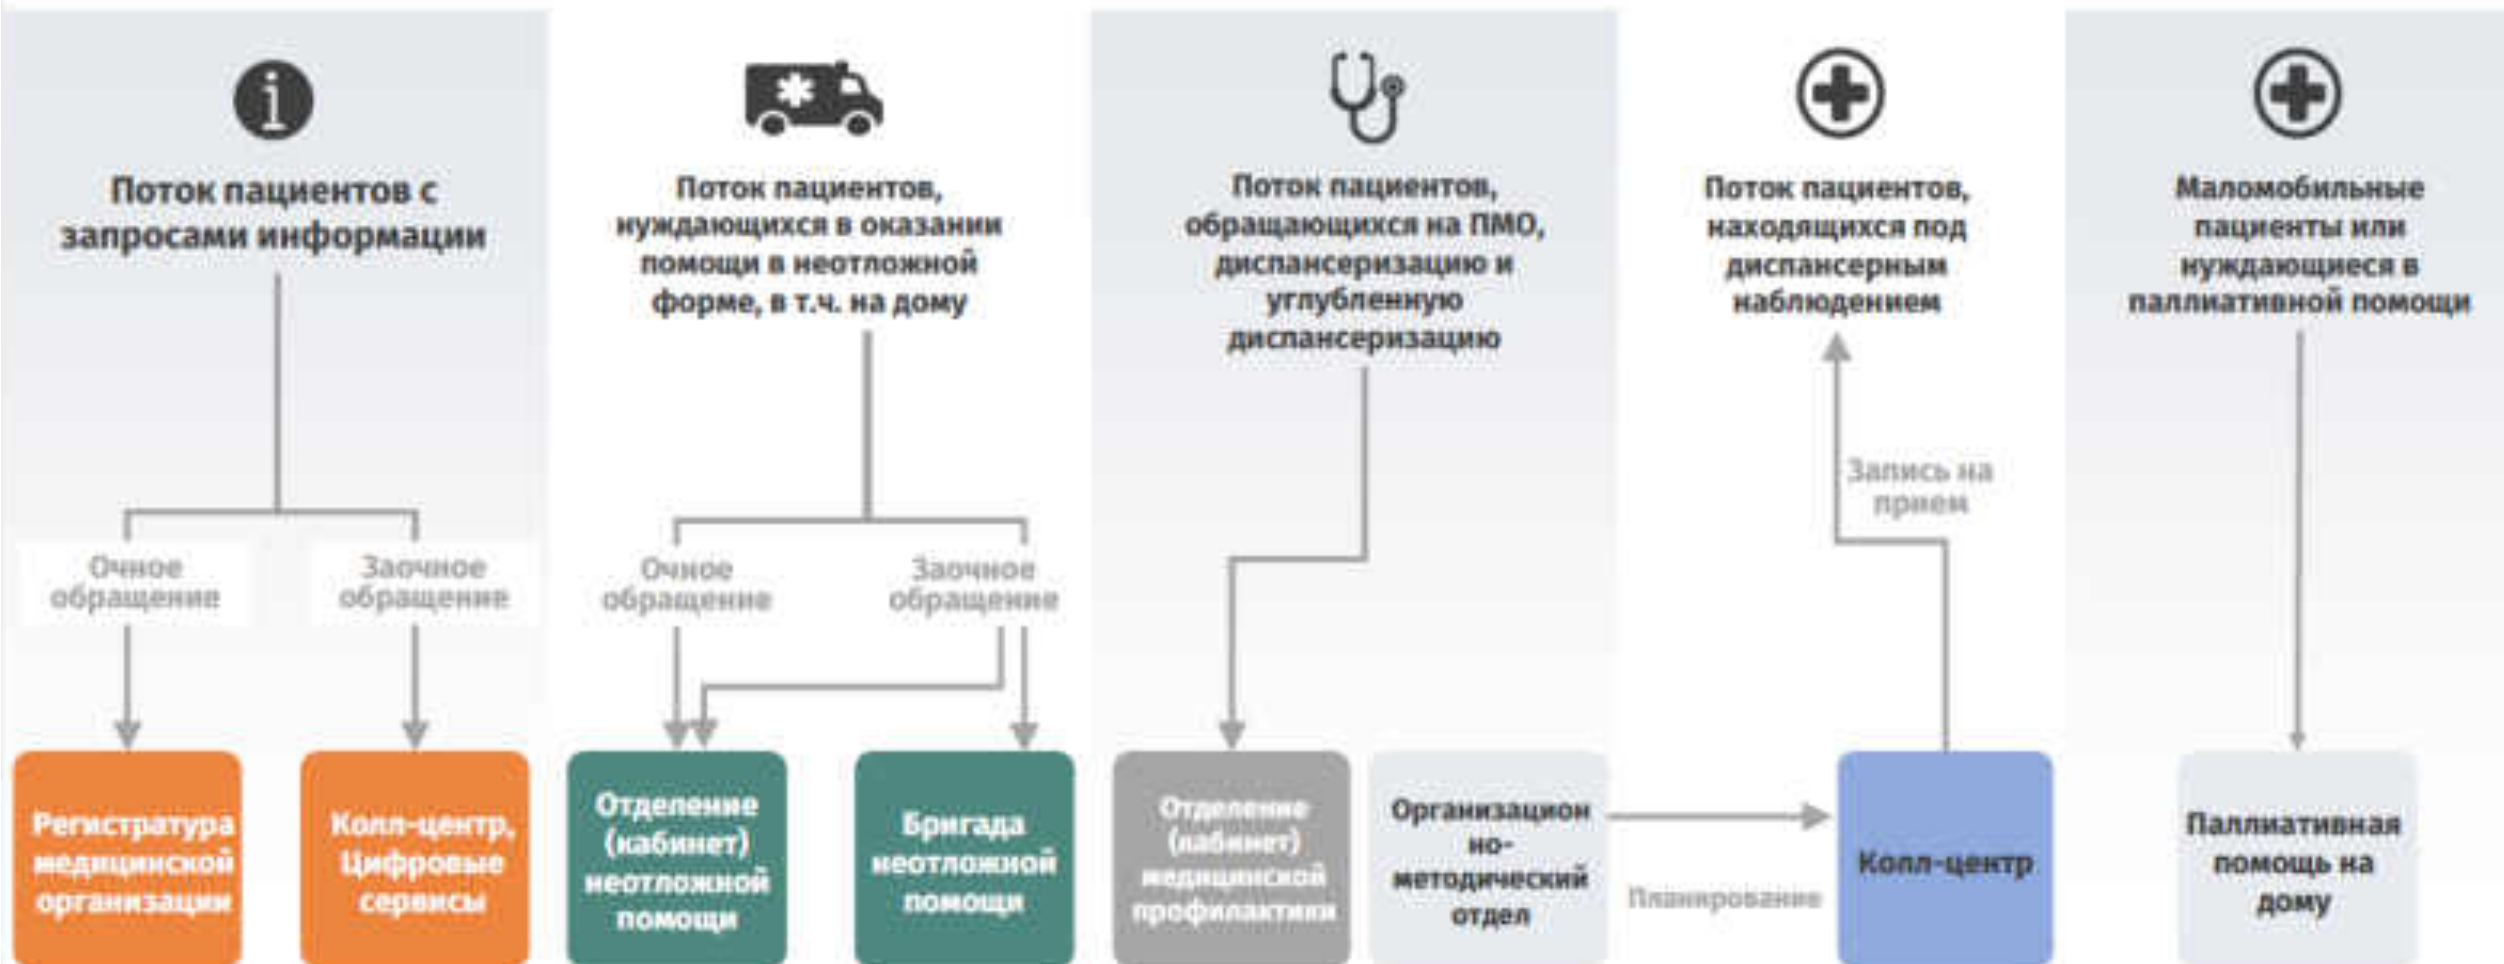 Поток пациентов с
запросами информации
Очное
обращение
Заочное
обращение
Регистратура
медицинской
организации
Колл-центр,
Цифровые
сервисы
Поток пациентов,
нуждающихся в оказании
помощи в неотложной
форме, в т.ч. на дому
Очное
обращение
Заочное
обращение
Отделение
(кабинет)
неотложной
помощи
Бригада
неотложной
помощи
Поток пациентов,
обращающихся на ПМО,
диспансеризацию и
углубленную
диспансеризацию
Отделение
(кабинет)
медицинской
профилактики
Организацион
но-
методический
отдел
Планирование
Поток пациентов,
находящихся под
диспансерным
наблюдением
Запись на
прием
Колл-центр
Маломобильные
пациенты или
нуждающиеся в
паллиативной помощи
Паллиативная
помощь на
дому